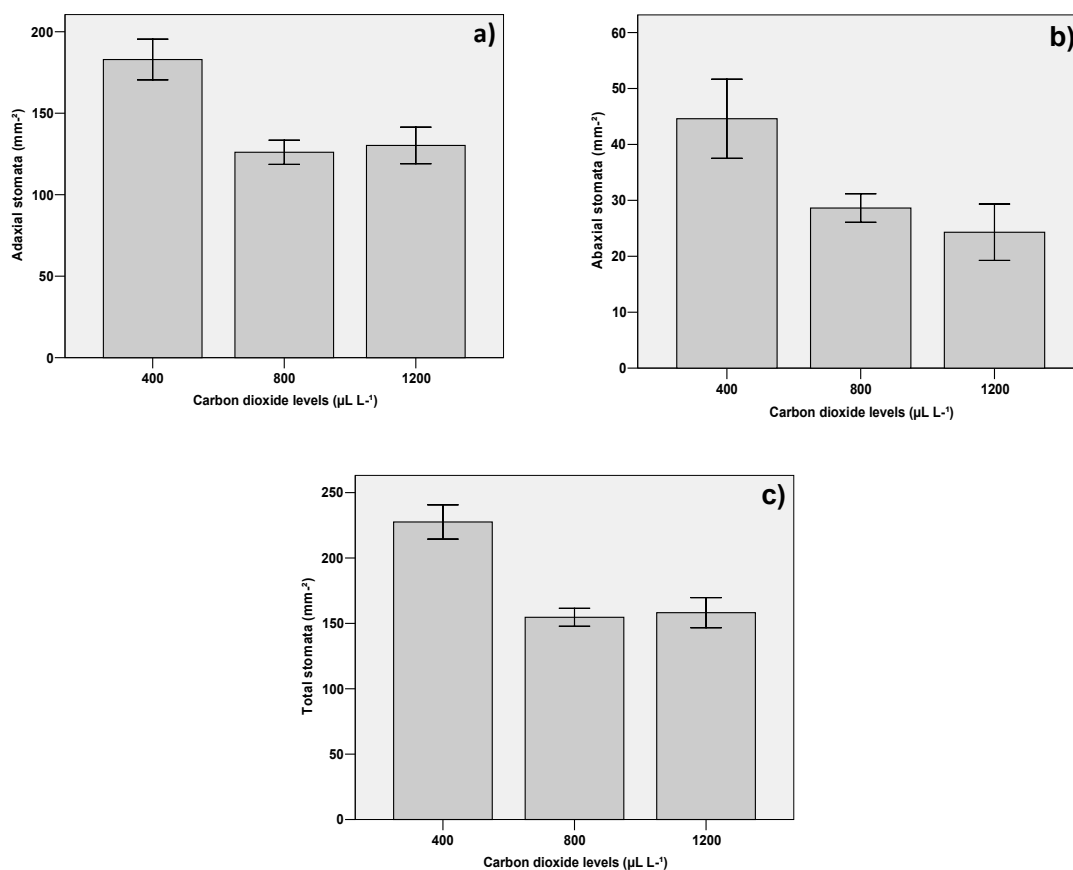 a)
Adaxial stomata (mm-²)
200
150
100
50
0
400 800 1200
Carbon dioxide levels (µL L-¹)
b)
Abaxial stomata (mm-²)
60
50
40
30
20
10
0
400 800 1200
Carbon dioxide levels (µL L-¹)
c)
Total stomata (mm-²)
250
200
150
100
50
0
400 800 1200
Carbon dioxide levels (µL L-¹)